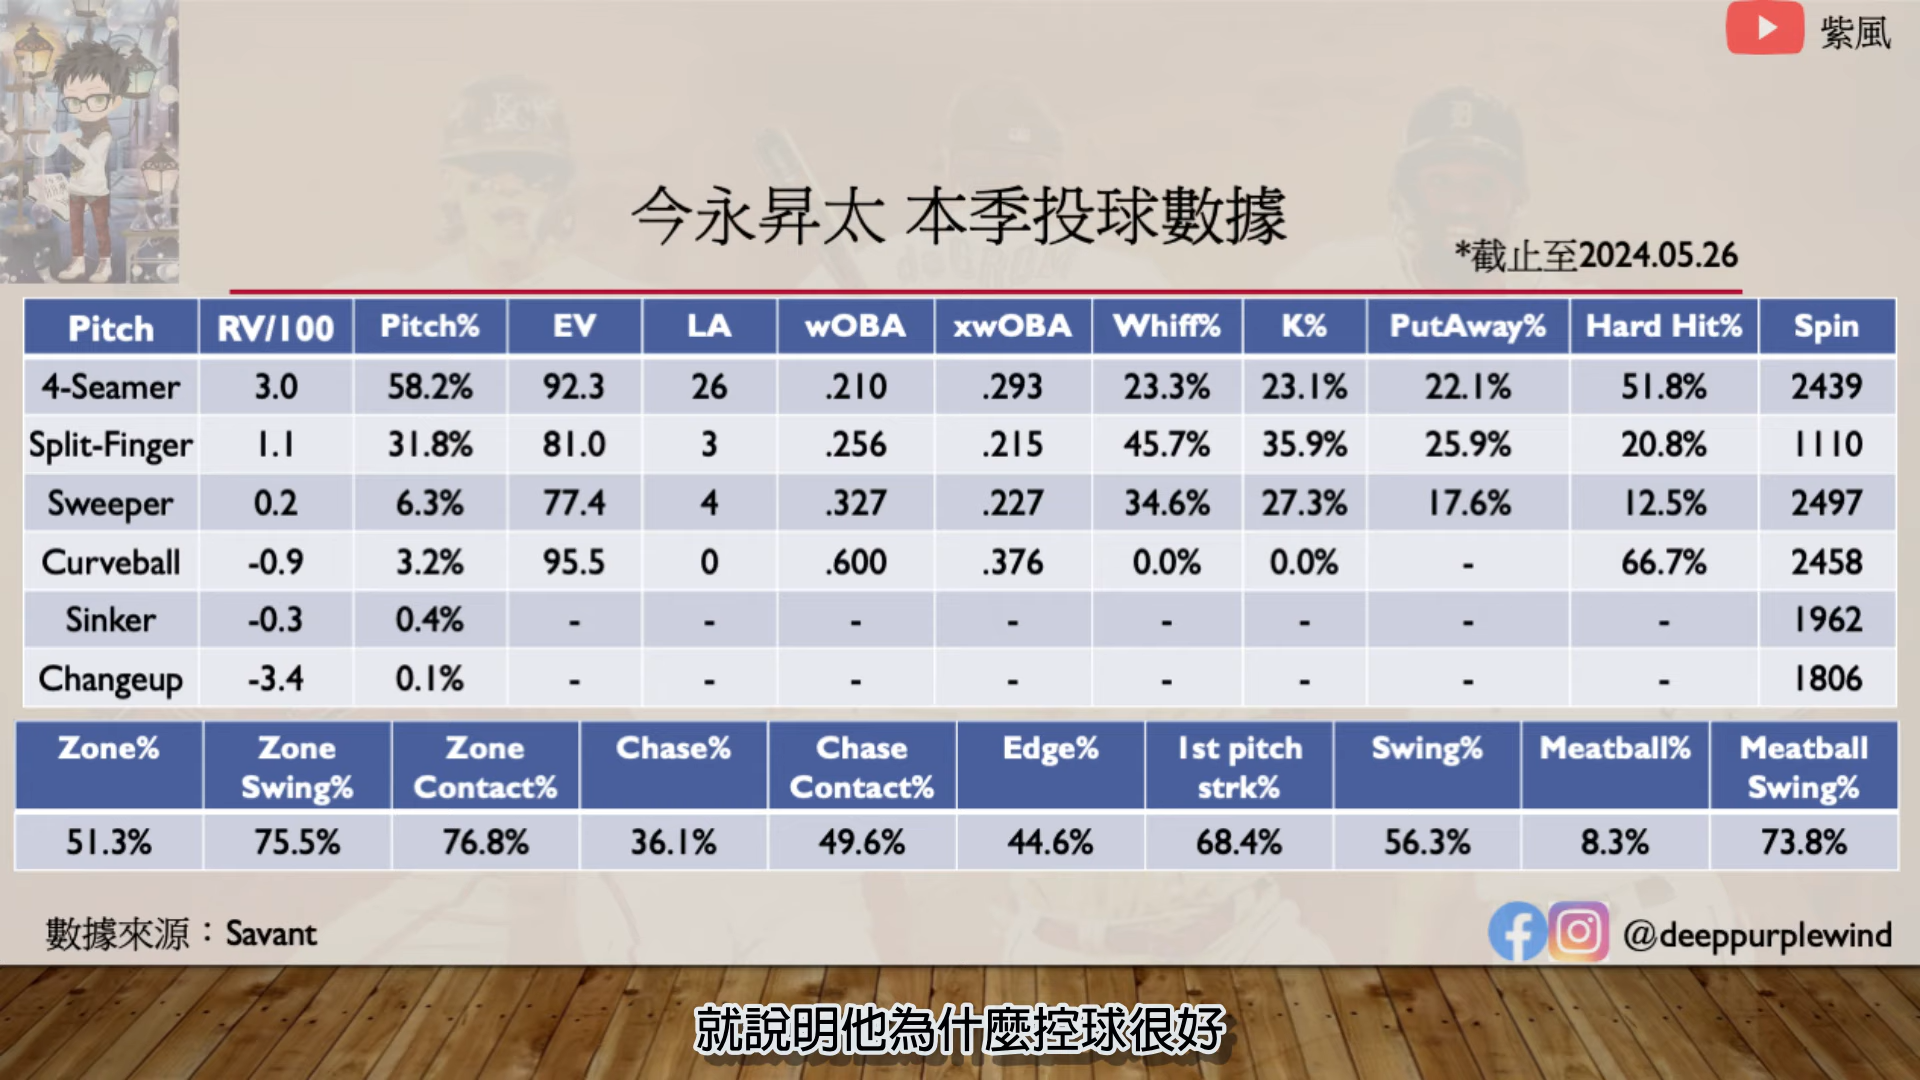 紫風
今永昇太 本季投球數據
*截止至2024.05.26
Pitch RV/100 Pitch% EV LA wOBA xwOBA Whiff% K% PutAway% Hard Hit% Spin
4-Seamer 3.0 58.2% 92.3 26 .210 .293 23.3% 23.1% 22.1% 51.8% 2439
Split-Finger 1.1 31.8% 81.0 3 .256 .215 45.7% 35.9% 25.9% 20.8% 1110
Sweeper 0.2 6.3% 77.4 4 .327 .227 34.6% 27.3% 17.6% 12.5% 2497
Curveball -0.9 3.2% 95.5 0 .600 .376 0.0% 0.0% - 66.7% 2458
Sinker -0.3 0.4% - - - - - - - - 1962
Changeup -3.4 0.1% - - - - - - - - 1806
Zone% Zone Swing% Zone Contact% Chase% Chase Contact% Edge% 1st pitch strk% Swing% Meatball% Meatball Swing%
51.3% 75.5% 76.8% 36.1% 49.6% 44.6% 68.4% 56.3% 8.3% 73.8%
數據來源：Savant
@deeppurplewind
就說明他為什麼控球很好